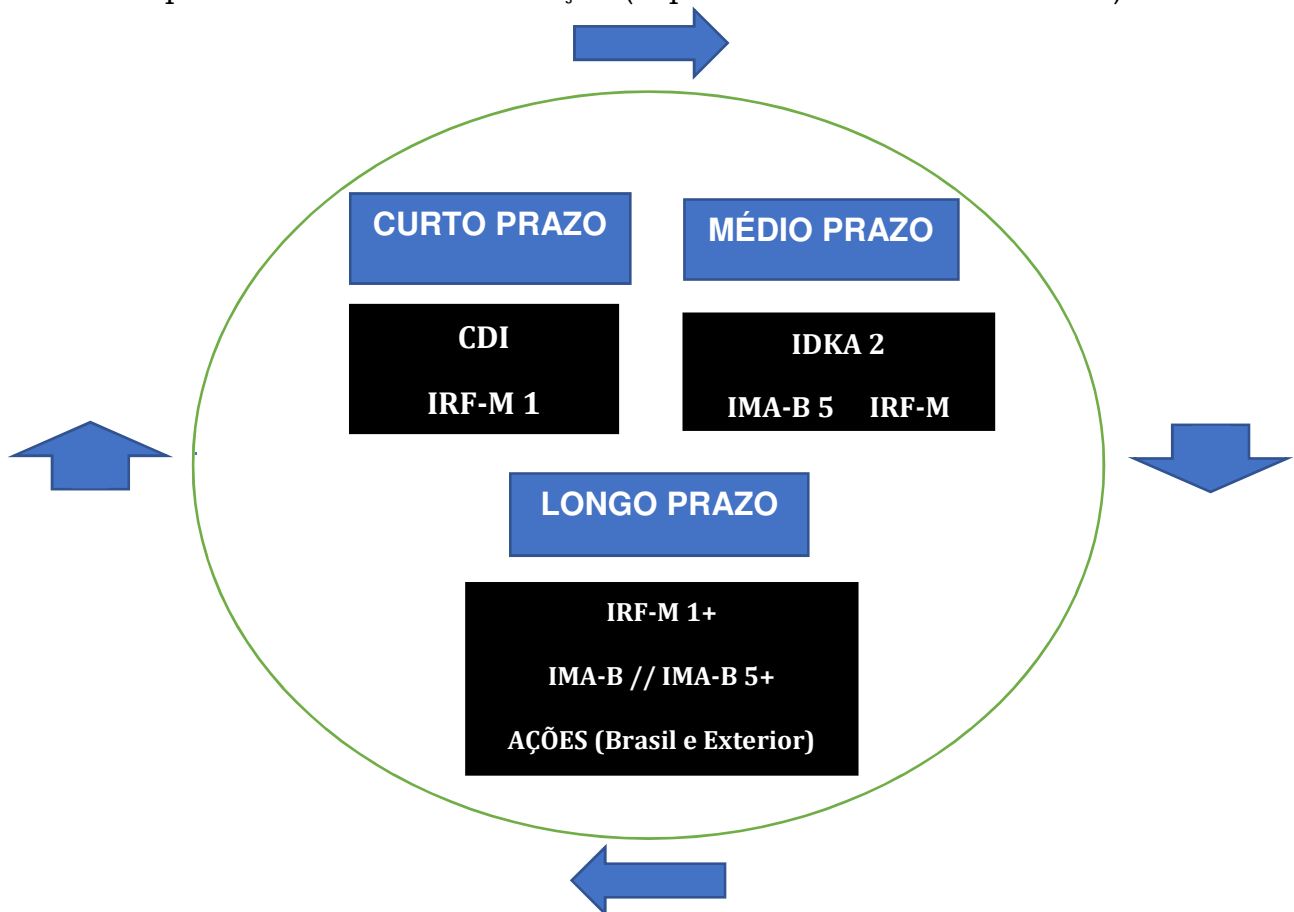 CURTO PRAZO
MÉDIO PRAZO
CDI
IRF-M 1
IDKA 2
IMA-B 5 IRF-M
LONGO PRAZO
IRF-M 1+
IMA-B // IMA-B 5+
AÇÕES (Brasil e Exterior)